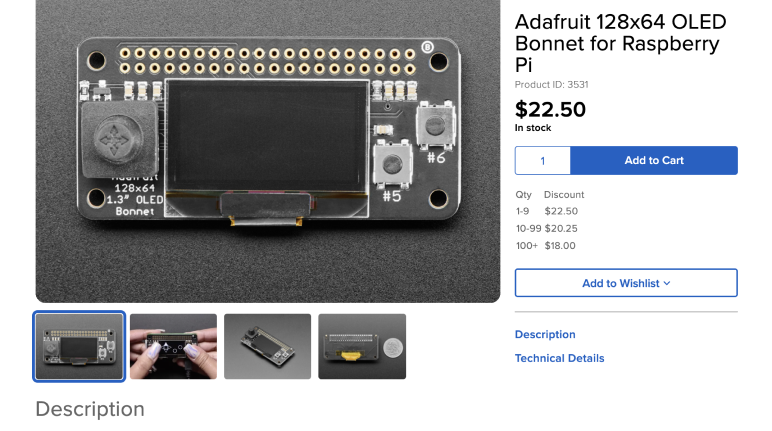 Adafruit 128x64 OLED
Bonnet for Raspberry
Pi
Product ID: 3531
$22.50
In stock
1
Add to Cart
Qty Discount
1-9 $22.50
10-99 $20.25
100+ $18.00
Add to Wishlist
Description
Technical Details
#6
#5
Adafruit
128x64
1.3" OLED
Bonnet
Description